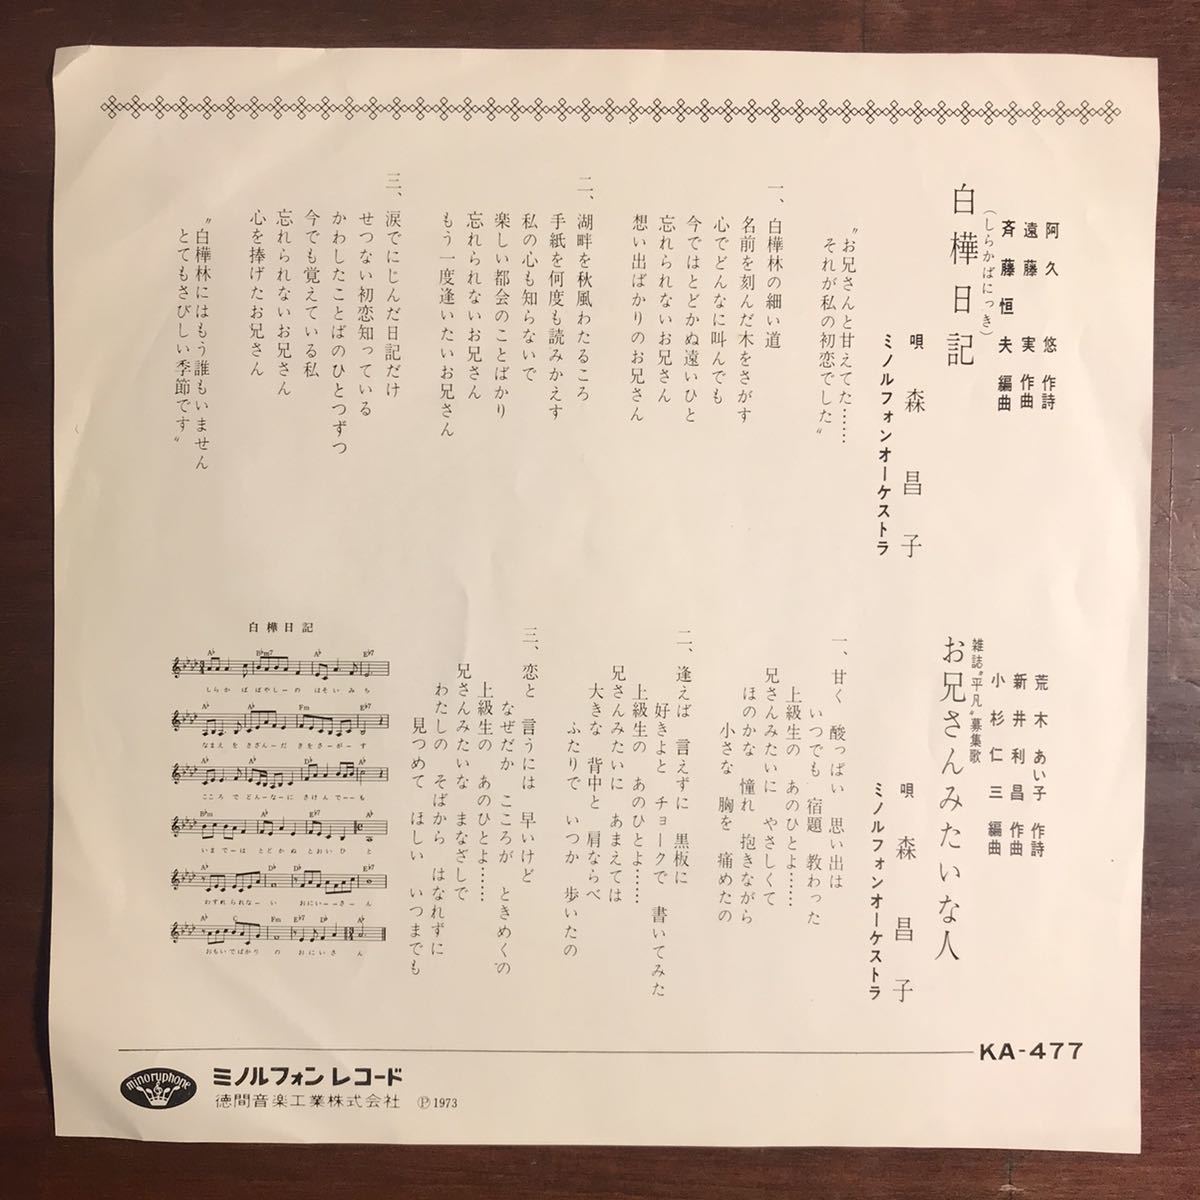 阿久 悠 作詩
遠藤 実 作曲
斉藤恒夫 編曲
白樺日記
（しらかばにっき）
唄 森 昌子
ミノルフォンオーケストラ
〝お兄さんと甘えてた……
それが私の初恋でした〟
一、白樺林の細い道
名前を刻んだ木をさがす
心でどんなに叫んでも
今ではとどかぬ遠いひと
忘れられないお兄さん
想い出ばかりのお兄さん
二、湖畔を秋風わたるころ
手紙を何度も読みかえす
私の心も知らないで
楽しい都会のことばかり
忘れられないお兄さん
もう一度逢いたいお兄さん
三、涙でにじんだ日記だけ
せつない初恋知っている
かわしたことばのひとつずつ
今でも覚えている私
忘れられないお兄さん
心を捧げたお兄さん
〝白樺林にはもう誰もいません
とてもさびしい季節です〟
荒木あい子 作詩
新井利昌 作曲
小杉仁三 編曲
雑誌〝平凡〟募集歌
お兄さんみたいな人
唄 森 昌子
ミノルフォンオーケストラ
一、甘く 酸っぱい 思い出は
いつでも 宿題 教わった
上級生の あのひとよ……
兄さんみたいに やさしくて
ほのかな 憧れ 抱きながら
小さな 胸を 痛めたの
二、逢えば 言えずに 黒板に
好きよと チョークで 書いてみた
上級生の あのひとよ……
兄さんみたいに あまえては
大きな 背中と 肩ならべ
ふたりで いつか 歩いたの
三、恋と 言うには 早いけど
なぜだか こころが ときめくの
上級生の あのひとよ……
兄さんみたいな まなざしで
わたしの そばから はなれずに
見つめて ほしい いつまでも
白樺日記
A♭ B♭m7 A♭ E♭7
しらかばばやしーの ほそいみち
A♭ Fm E♭7
なまえをきざんーだ きをさーがーす
A♭ D♭ A♭
こころでどんーなーに さけんでーーも
B♭m E♭7
いまでーは とどかぬ とおいひと
E♭7 A♭ D♭ E♭7
わすれられなーい おにいーーさーん
A♭ C Fm E♭7 D♭ A♭
おもいでばかり の おにいさん
KA-477
minoryphone
ミノルフォンレコード
徳間音楽工業株式会社 Ⓟ1973